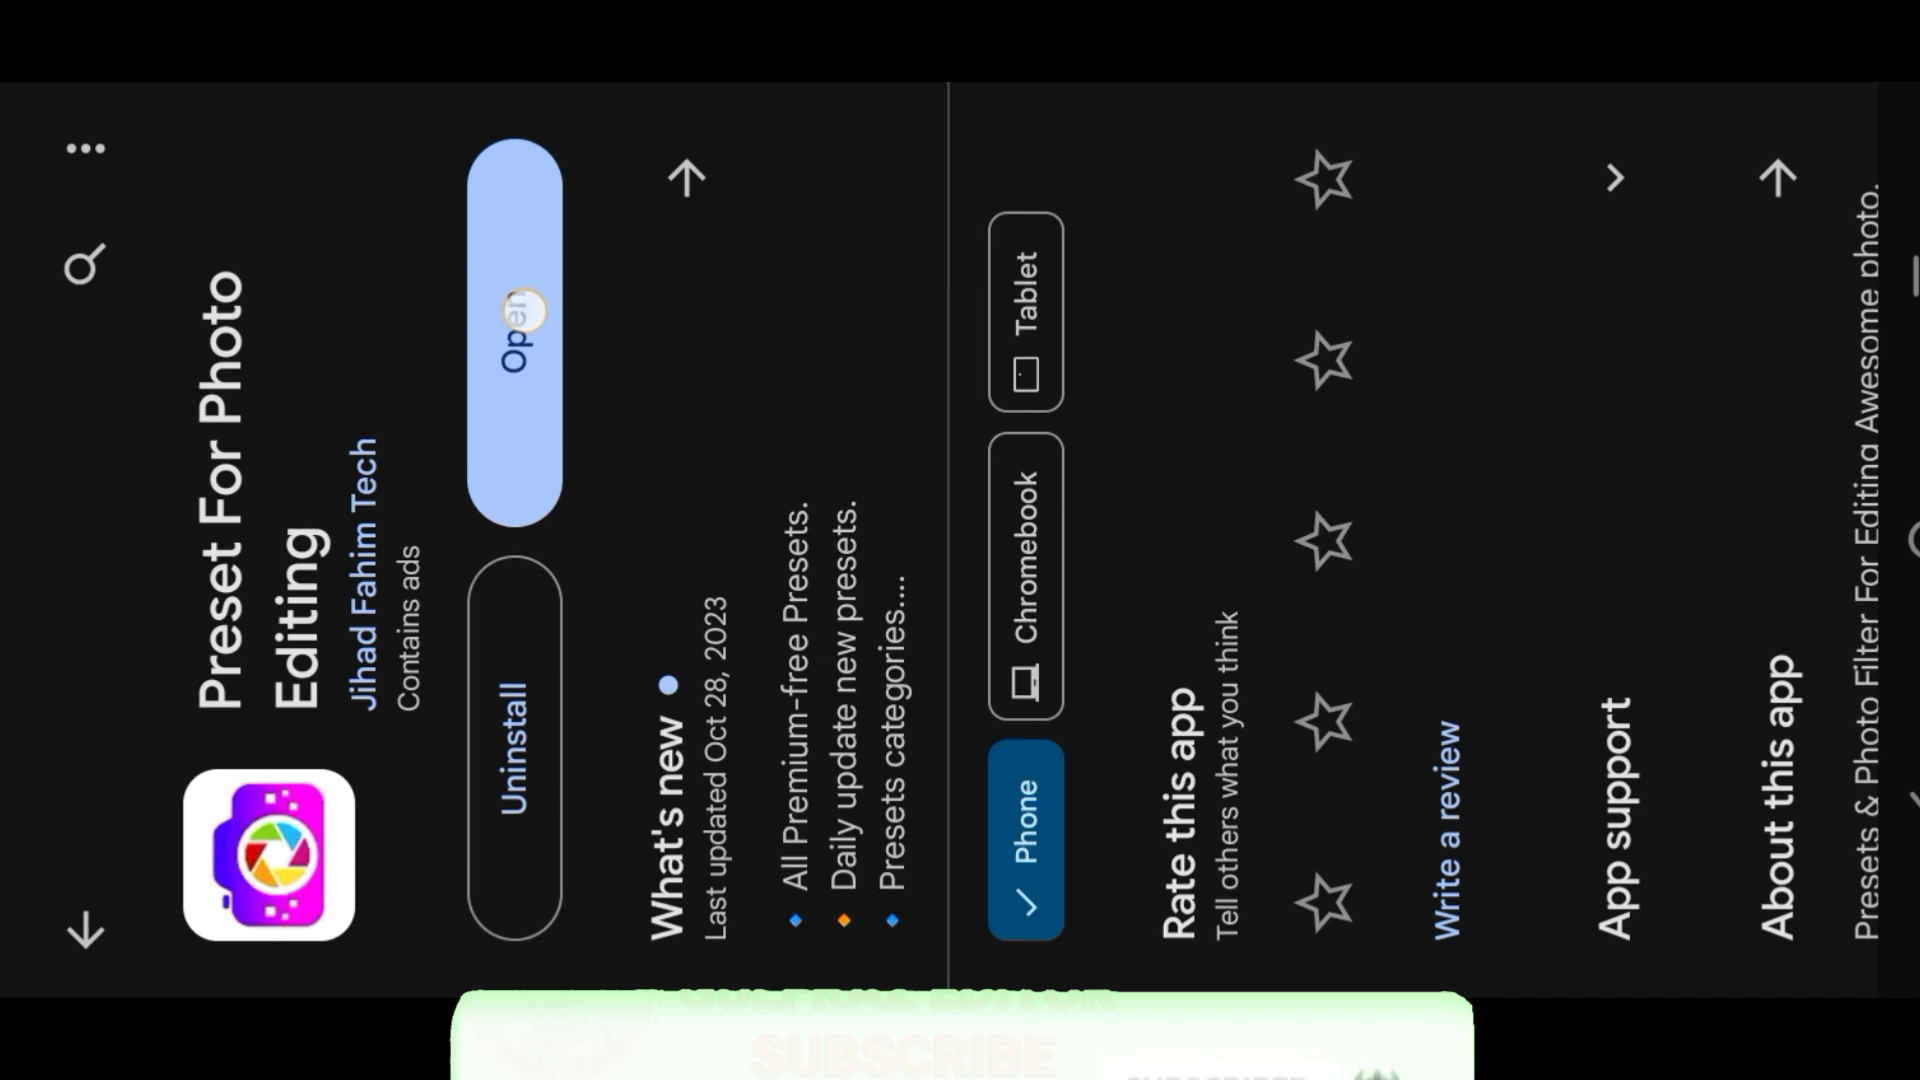 Preset For Photo
Editing
Jihad Fahim Tech
Contains ads
Uninstall
Open
What's new
Last updated Oct 28, 2023
All Premium-free Presets.
Daily update new presets.
Presets categories....
Phone
Chromebook
Tablet
Rate this app
Tell others what you think
Write a review
App support
About this app
Presets & Photo Filter For Editing Awesome photo.
SUBSCRIBE